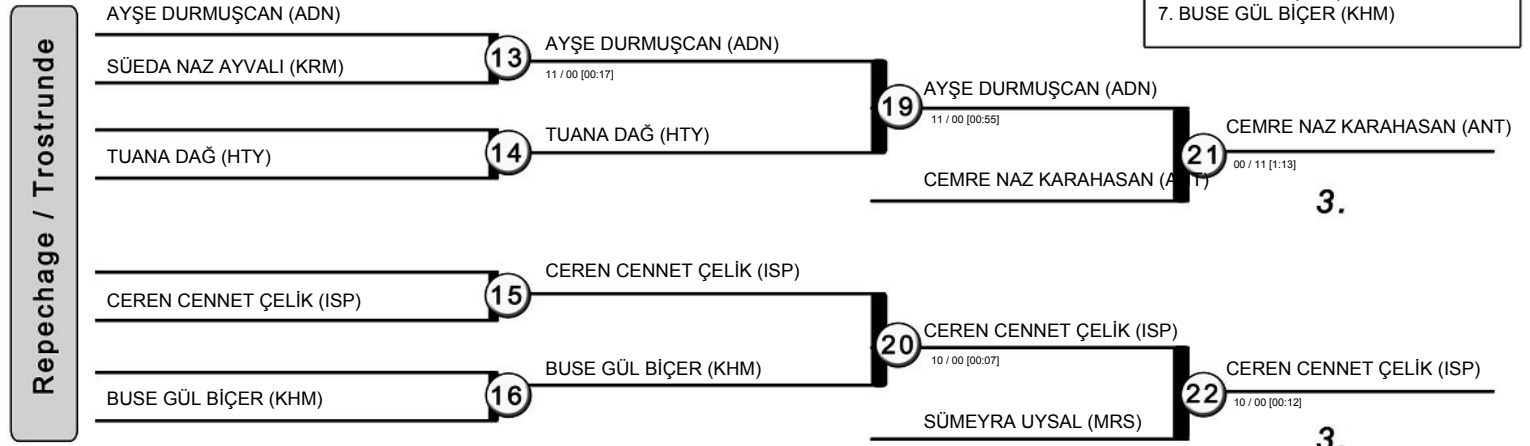 Repechage / Trostrunde
7. BUSE GÜL BİÇER (KHM)
AYŞE DURMUŞCAN (ADN)
SÜEDA NAZ AYVALI (KRM)
13
AYŞE DURMUŞCAN (ADN)
11 / 00 [00:17]
TUANA DAĞ (HTY)
14
TUANA DAĞ (HTY)
19
AYŞE DURMUŞCAN (ADN)
11 / 00 [00:55]
CEMRE NAZ KARAHASAN (ANT)
21
CEMRE NAZ KARAHASAN (ANT)
00 / 11 [1:13]
3.
CEREN CENNET ÇELİK (ISP)
15
CEREN CENNET ÇELİK (ISP)
BUSE GÜL BİÇER (KHM)
16
BUSE GÜL BİÇER (KHM)
20
CEREN CENNET ÇELİK (ISP)
10 / 00 [00:07]
SÜMEYRA UYSAL (MRS)
22
CEREN CENNET ÇELİK (ISP)
10 / 00 [00:12]
3.